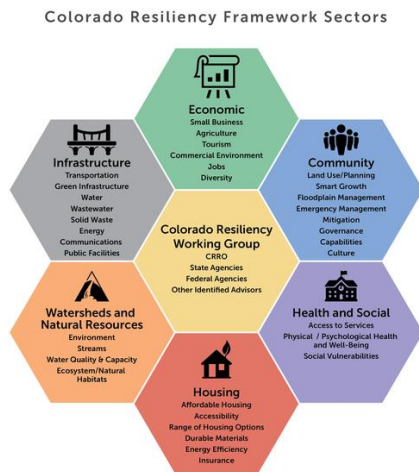 Colorado Resiliency Framework Sectors
Economic
Small Business
Agriculture
Tourism
Commercial Environment
Jobs
Diversity
Infrastructure
Transportation
Green Infrastructure
Water
Wastewater
Solid Waste
Energy
Communications
Public Facilities
Community
Land Use/Planning
Smart Growth
Floodplain Management
Emergency Management
Mitigation
Governance
Capabilities
Culture
Colorado Resiliency
Working Group
CRRO
State Agencies
Federal Agencies
Other Identified Advisors
Watersheds and
Natural Resources
Environment
Streams
Water Quality & Capacity
Ecosystem/Natural
Habitats
Health and Social
Access to Services
Physical / Psychological Health
and Well-Being
Social Vulnerabilities
Housing
Affordable Housing
Accessibility
Range of Housing Options
Durable Materials
Energy Efficiency
Insurance